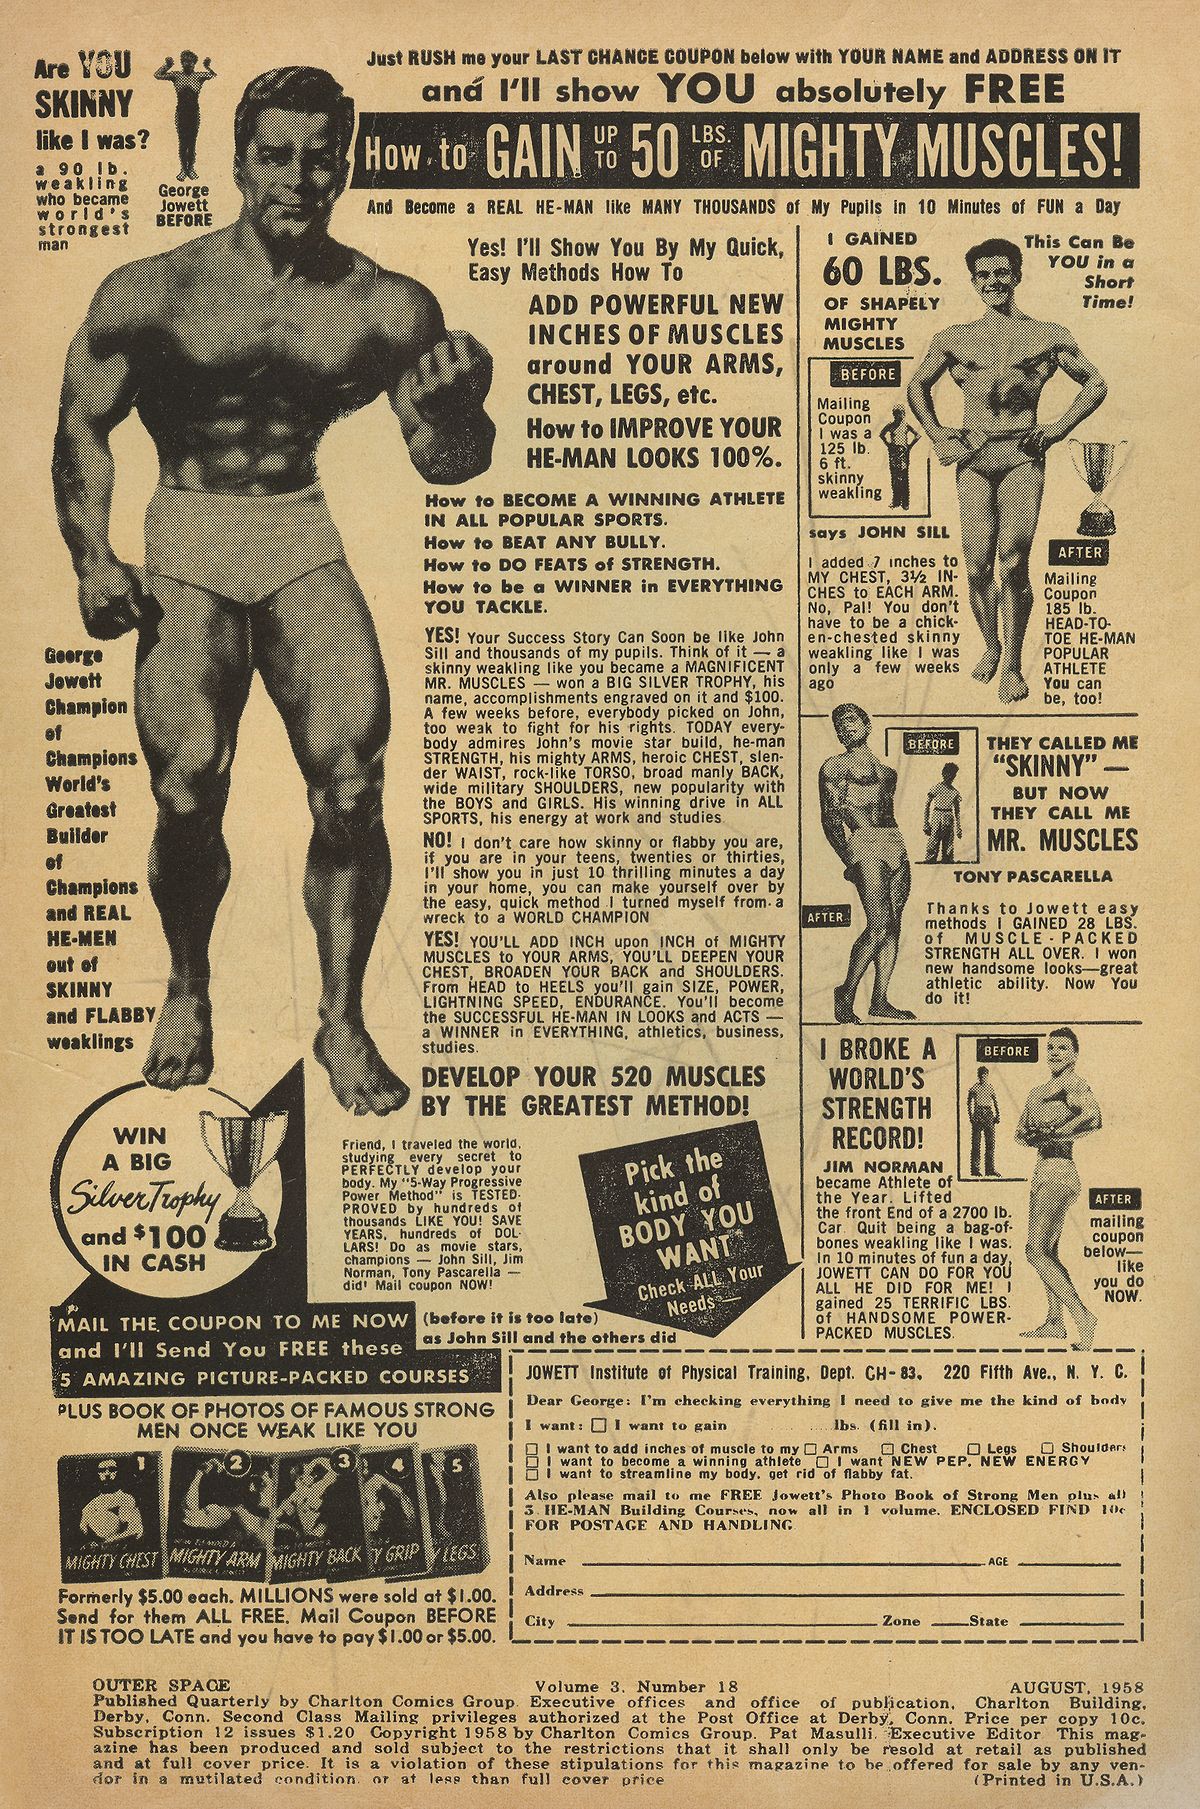 Are YOU
SKINNY
like I was?
a 90 lb.
weakling
who became
world's
strongest
man
George
Jowett
BEFORE
Just RUSH me your LAST CHANCE COUPON below with YOUR NAME and ADDRESS ON IT
and I'll show YOU absolutely FREE
How to GAIN UP TO 50 LBS. OF MIGHTY MUSCLES!
And Become a REAL HE-MAN like MANY THOUSANDS of My Pupils in 10 Minutes of FUN a Day
Yes! I'll Show You By My Quick,
Easy Methods How To
ADD POWERFUL NEW
INCHES OF MUSCLES
around YOUR ARMS,
CHEST, LEGS, etc.
How to IMPROVE YOUR
HE-MAN LOOKS 100%.
How to BECOME A WINNING ATHLETE
IN ALL POPULAR SPORTS.
How to BEAT ANY BULLY.
How to DO FEATS of STRENGTH.
How to be a WINNER in EVERYTHING
YOU TACKLE.
YES! Your Success Story Can Soon be like John
Sill and thousands of my pupils. Think of it — a
skinny weakling like you became a MAGNIFICENT
MR. MUSCLES — won a BIG SILVER TROPHY, his
name, accomplishments engraved on it and $100.
A few weeks before, everybody picked on John,
too weak to fight for his rights. TODAY every-
body admires John's movie star build, he-man
STRENGTH, his mighty ARMS, heroic CHEST, slen-
der WAIST, rock-like TORSO, broad manly BACK,
wide military SHOULDERS, new popularity with
the BOYS and GIRLS. His winning drive in ALL
SPORTS, his energy at work and studies
NO! I don't care how skinny or flabby you are,
if you are in your teens, twenties or thirties,
I'll show you in just 10 thrilling minutes a day
in your home, you can make yourself over by
the easy, quick method I turned myself from a
wreck to a WORLD CHAMPION
YES! YOU'LL ADD INCH upon INCH of MIGHTY
MUSCLES to YOUR ARMS, YOU'LL DEEPEN YOUR
CHEST, BROADEN YOUR BACK and SHOULDERS.
From HEAD to HEELS you'll gain SIZE, POWER,
LIGHTNING SPEED, ENDURANCE. You'll become
the SUCCESSFUL HE-MAN IN LOOKS and ACTS —
a WINNER in EVERYTHING, athletics, business,
studies.
DEVELOP YOUR 520 MUSCLES
BY THE GREATEST METHOD!
George
Jowett
Champion
of
Champions
World's
Greatest
Builder
of
Champions
and REAL
HE-MEN
out of
SKINNY
and FLABBY
weaklings
I GAINED
60 LBS.
OF SHAPELY
MIGHTY
MUSCLES
This Can Be
YOU in a
Short
Time!
BEFORE
Mailing
Coupon
I was a
125 lb.
6 ft.
skinny
weakling
says JOHN SILL
I added 7 inches to
MY CHEST, 3½ IN-
CHES to EACH ARM.
No, Pal! You don't
have to be a chick-
en-chested skinny
weakling like I was
only a few weeks
ago
AFTER
Mailing
Coupon
185 lb.
HEAD-TO-
TOE HE-MAN
POPULAR
ATHLETE
You can
be, too!
BEFORE
THEY CALLED ME
"SKINNY" —
BUT NOW
THEY CALL ME
MR. MUSCLES
TONY PASCARELLA
AFTER
Thanks to Jowett easy
methods I GAINED 28 LBS.
of MUSCLE-PACKED
STRENGTH ALL OVER. I won
new handsome looks—great
athletic ability. Now You
do it!
I BROKE A
WORLD'S
STRENGTH
RECORD!
BEFORE
JIM NORMAN
became Athlete of
the Year. Lifted
the front End of a 2700 lb.
Car. Quit being a bag-of-
bones weakling like I was.
In 10 minutes of fun a day,
JOWETT CAN DO FOR YOU
ALL HE DID FOR ME! I
gained 25 TERRIFIC LBS.
of HANDSOME POWER-
PACKED MUSCLES.
AFTER
mailing
coupon
below—
like
you do
NOW.
WIN
A BIG
Silver Trophy
and $100
IN CASH
Friend, I traveled the world,
studying every secret to
PERFECTLY develop your
body. My "5-Way Progressive
Power Method" is TESTED-
PROVED by hundreds of
thousands LIKE YOU! SAVE
YEARS, hundreds of DOL-
LARS! Do as movie stars,
champions — John Sill, Jim
Norman, Tony Pascarella —
did! Mail coupon NOW!
Pick the
kind of
BODY YOU
WANT
Check ALL Your
Needs—
MAIL THE COUPON TO ME NOW
(before it is too late)
as John Sill and the others did
and I'll Send You FREE these
5 AMAZING PICTURE-PACKED COURSES
PLUS BOOK OF PHOTOS OF FAMOUS STRONG
MEN ONCE WEAK LIKE YOU
1
MIGHTY CHEST
2
MIGHTY ARM
3
MIGHTY BACK
4
Y GRIP
5
Y LEGS
Formerly $5.00 each. MILLIONS were sold at $1.00.
Send for them ALL FREE. Mail Coupon BEFORE
IT IS TOO LATE and you have to pay $1.00 or $5.00.
JOWETT Institute of Physical Training, Dept. CH-83, 220 Fifth Ave., N. Y. C.
Dear George: I'm checking everything I need to give me the kind of body
I want: ☐ I want to gain ..... lbs. (fill in).
☐ I want to add inches of muscle to my ☐ Arms ☐ Chest ☐ Legs ☐ Shoulders
☐ I want to become a winning athlete ☐ I want NEW PEP, NEW ENERGY
☐ I want to streamline my body, get rid of flabby fat.
Also please mail to me FREE Jowett's Photo Book of Strong Men plus all
5 HE-MAN Building Courses, now all in 1 volume. ENCLOSED FIND 10c
FOR POSTAGE AND HANDLING
Name AGE
Address
City Zone State
OUTER SPACE Volume 3, Number 18 AUGUST, 1958
Published Quarterly by Charlton Comics Group. Executive offices and office of publication, Charlton Building,
Derby, Conn. Second Class Mailing privileges authorized at the Post Office at Derby, Conn. Price per copy 10c.
Subscription 12 issues $1.20 Copyright 1958 by Charlton Comics Group. Pat Masulli, Executive Editor This mag-
azine has been produced and sold subject to the restrictions that it shall only be resold at retail as published
and at full cover price. It is a violation of these stipulations for this magazine to be offered for sale by any ven-
dor in a mutilated condition, or at less than full cover price (Printed in U.S.A.)